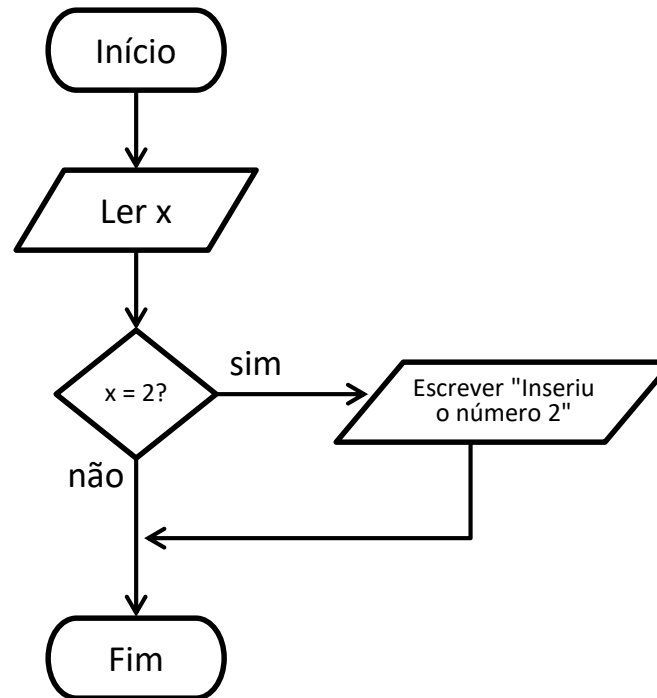 Início
Ler x
x = 2?
sim
Escrever "Inseriu
o número 2"
não
Fim